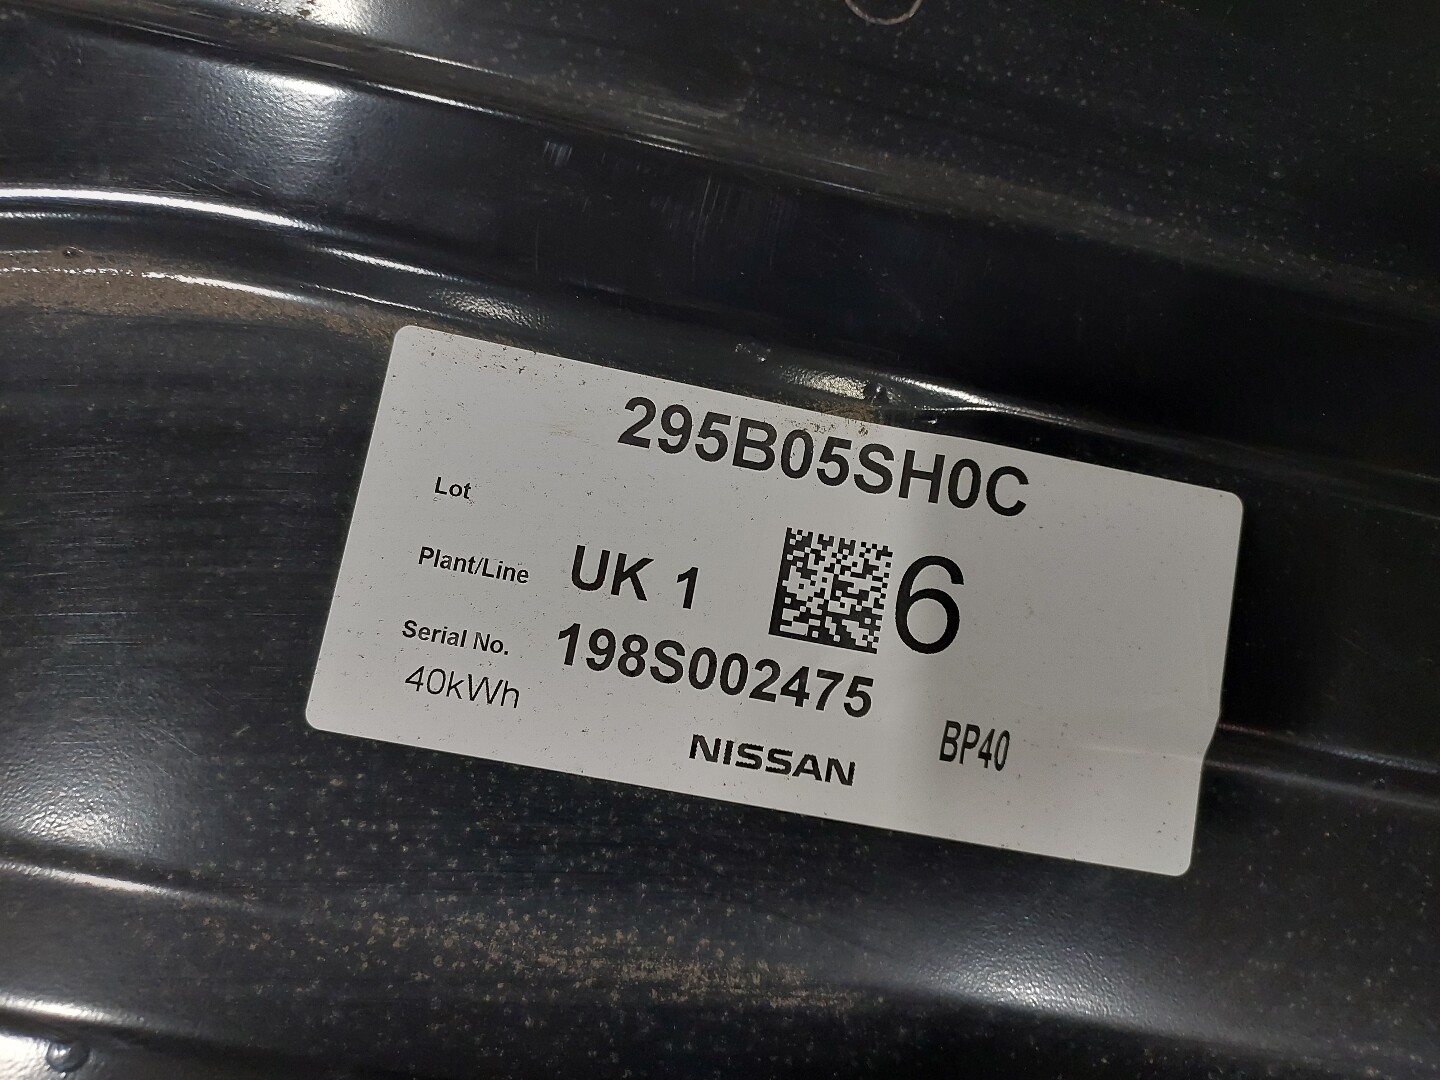 295B05SH0C
Lot
Plant/Line UK 1 6
Serial No. 198S002475
40kWh
NISSAN BP40